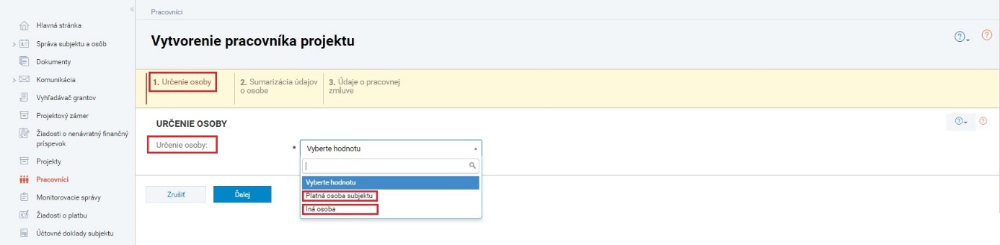 Hlavná stránka
Správa subjektu a osôb
Dokumenty
Komunikácia
Vyhľadávač grantov
Projektový zámer
Žiadosti o nenávratný finančný
príspevok
Projekty
Pracovníci
Monitorovacie správy
Žiadosti o platbu
Účtovné doklady subjektu
Pracovníci
Vytvorenie pracovníka projektu
1. Určenie osoby
2. Sumarizácia údajov
o osobe
3. Údaje o pracovnej
zmluve
URČENIE OSOBY
Určenie osoby:
Vyberte hodnotu
Vyberte hodnotu
Platná osoba subjektu
Iná osoba
Zrušiť
Ďalej